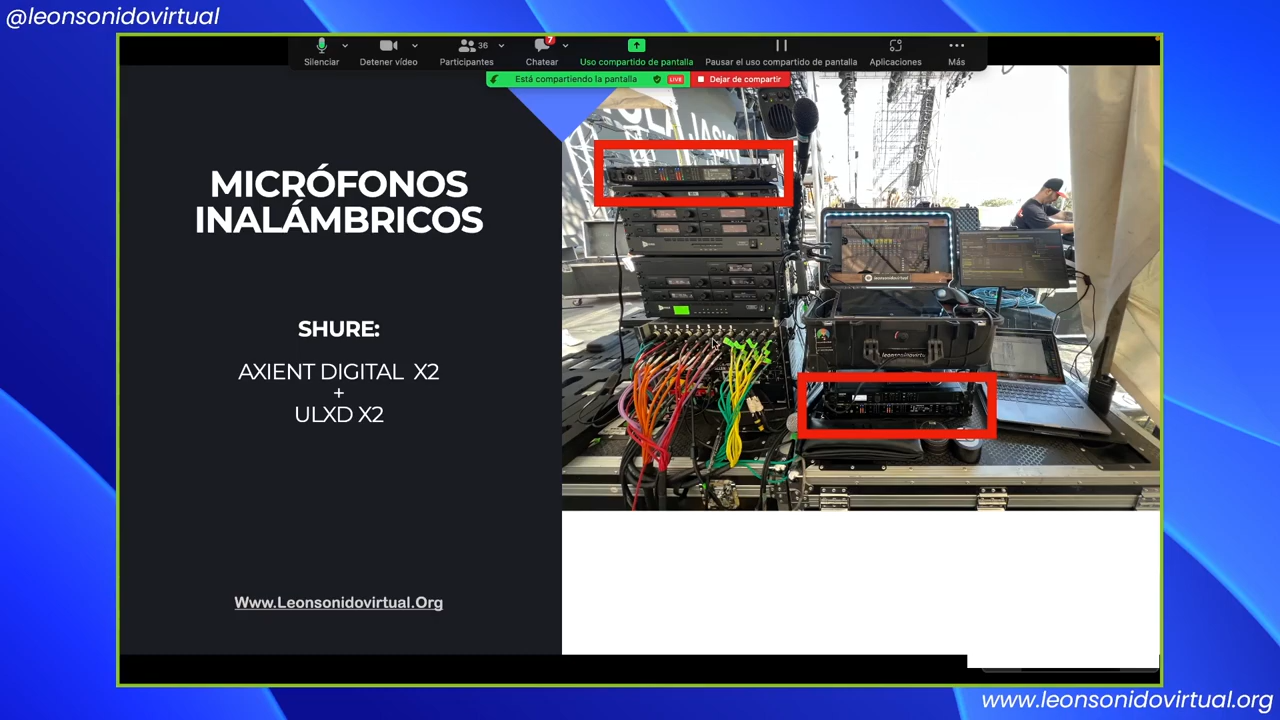 @leonsonidovirtual
Silenciar
Detener vídeo
36
Participantes
7
Chatear
Uso compartido de pantalla
Pausar el uso compartido de pantalla
Aplicaciones
Más
Está compartiendo la pantalla
LIVE
Dejar de compartir
MICRÓFONOS
INALÁMBRICOS
SHURE:
AXIENT DIGITAL X2
+
ULXD X2
Www.Leonsonidovirtual.Org
leonsonidovirtual
leonsonidovirtual
www.leonsonidovirtual.org